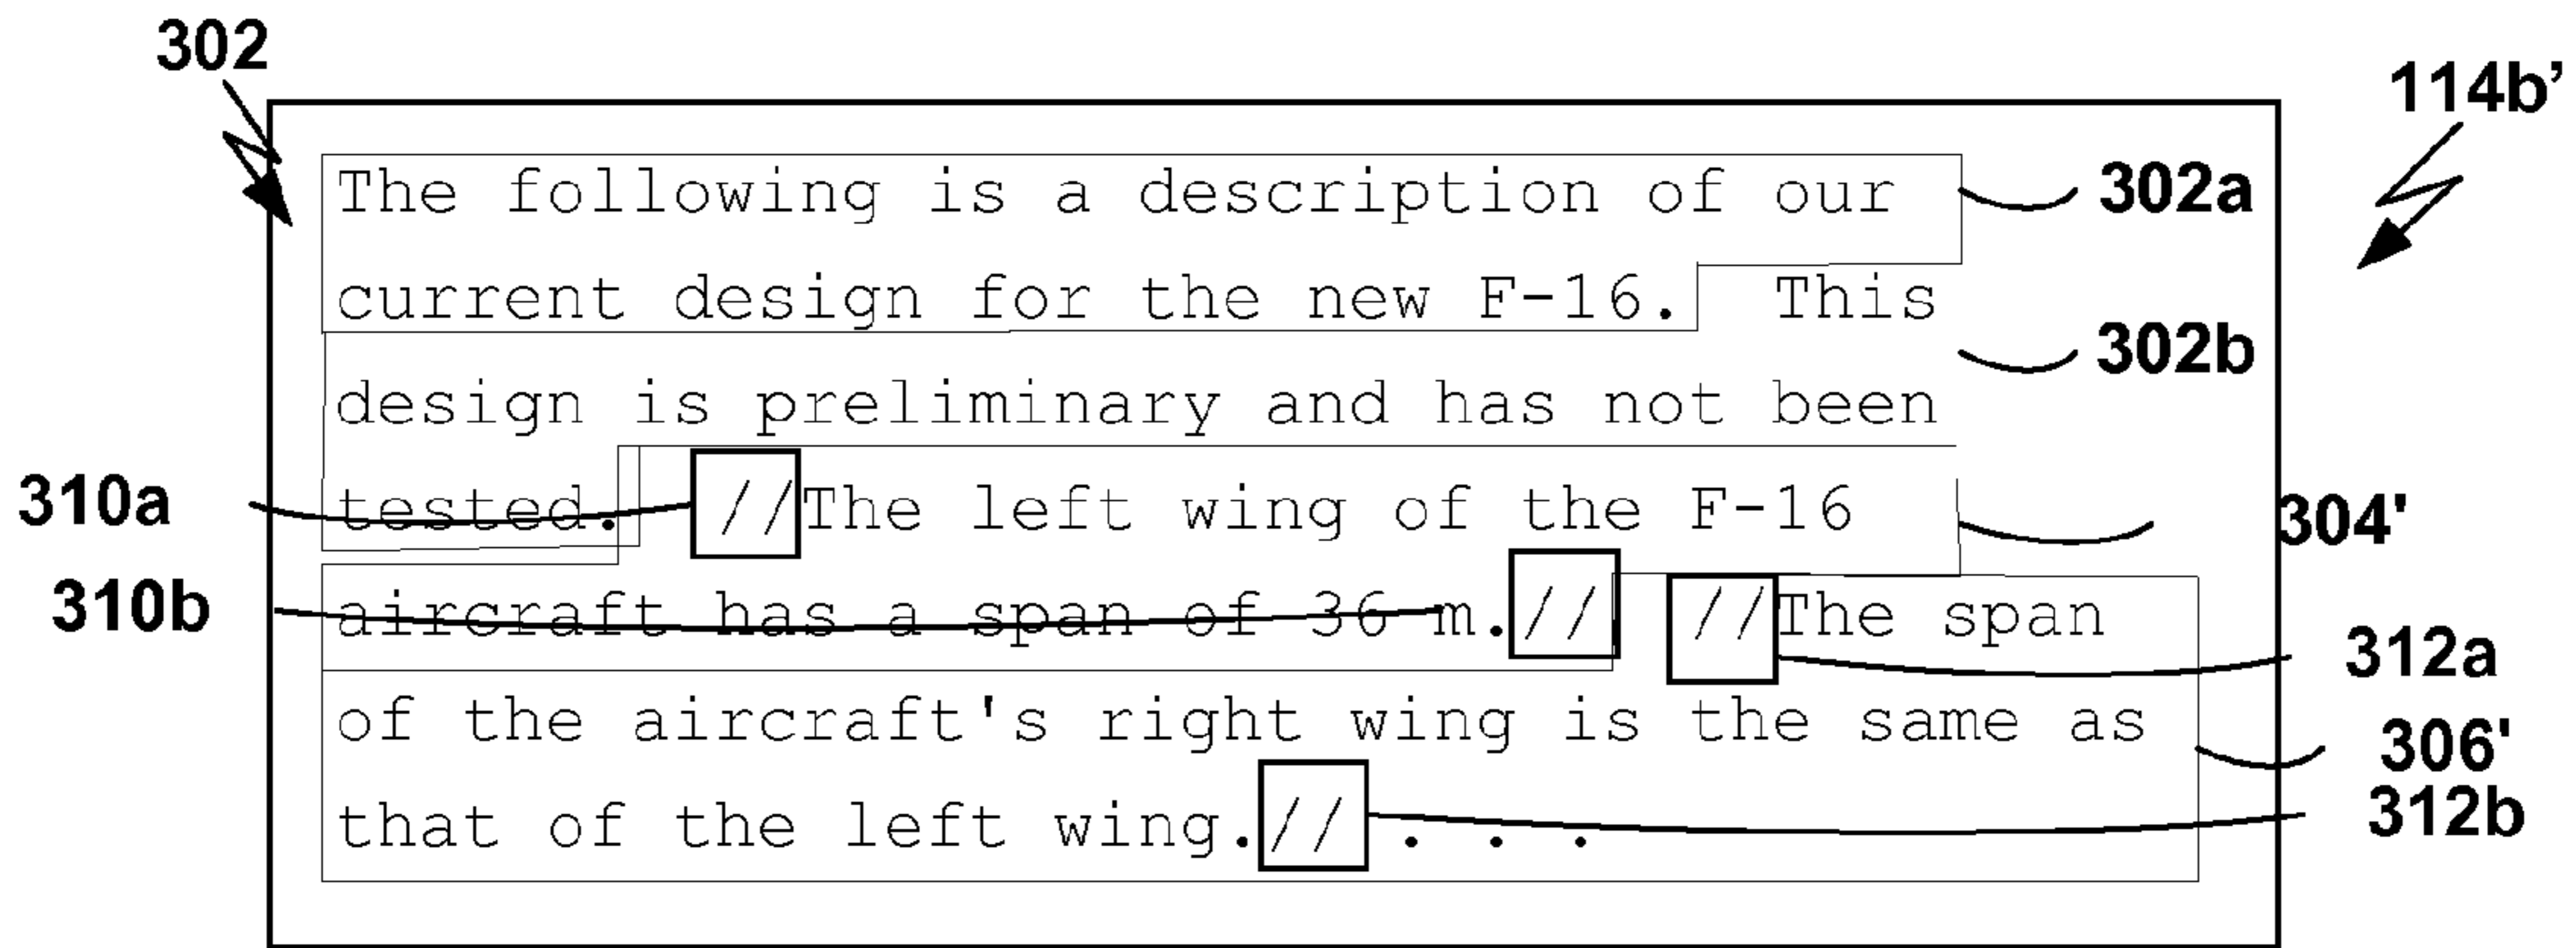 302
114b’
The following is a description of our
302a
current design for the new F-16.  This
302b
design is preliminary and has not been
310a
tested.  //The left wing of the F-16
304'
310b
aircraft has a span of 36 m.//  //The span
312a
of the aircraft's right wing is the same as
306'
that of the left wing.// . . .
312b